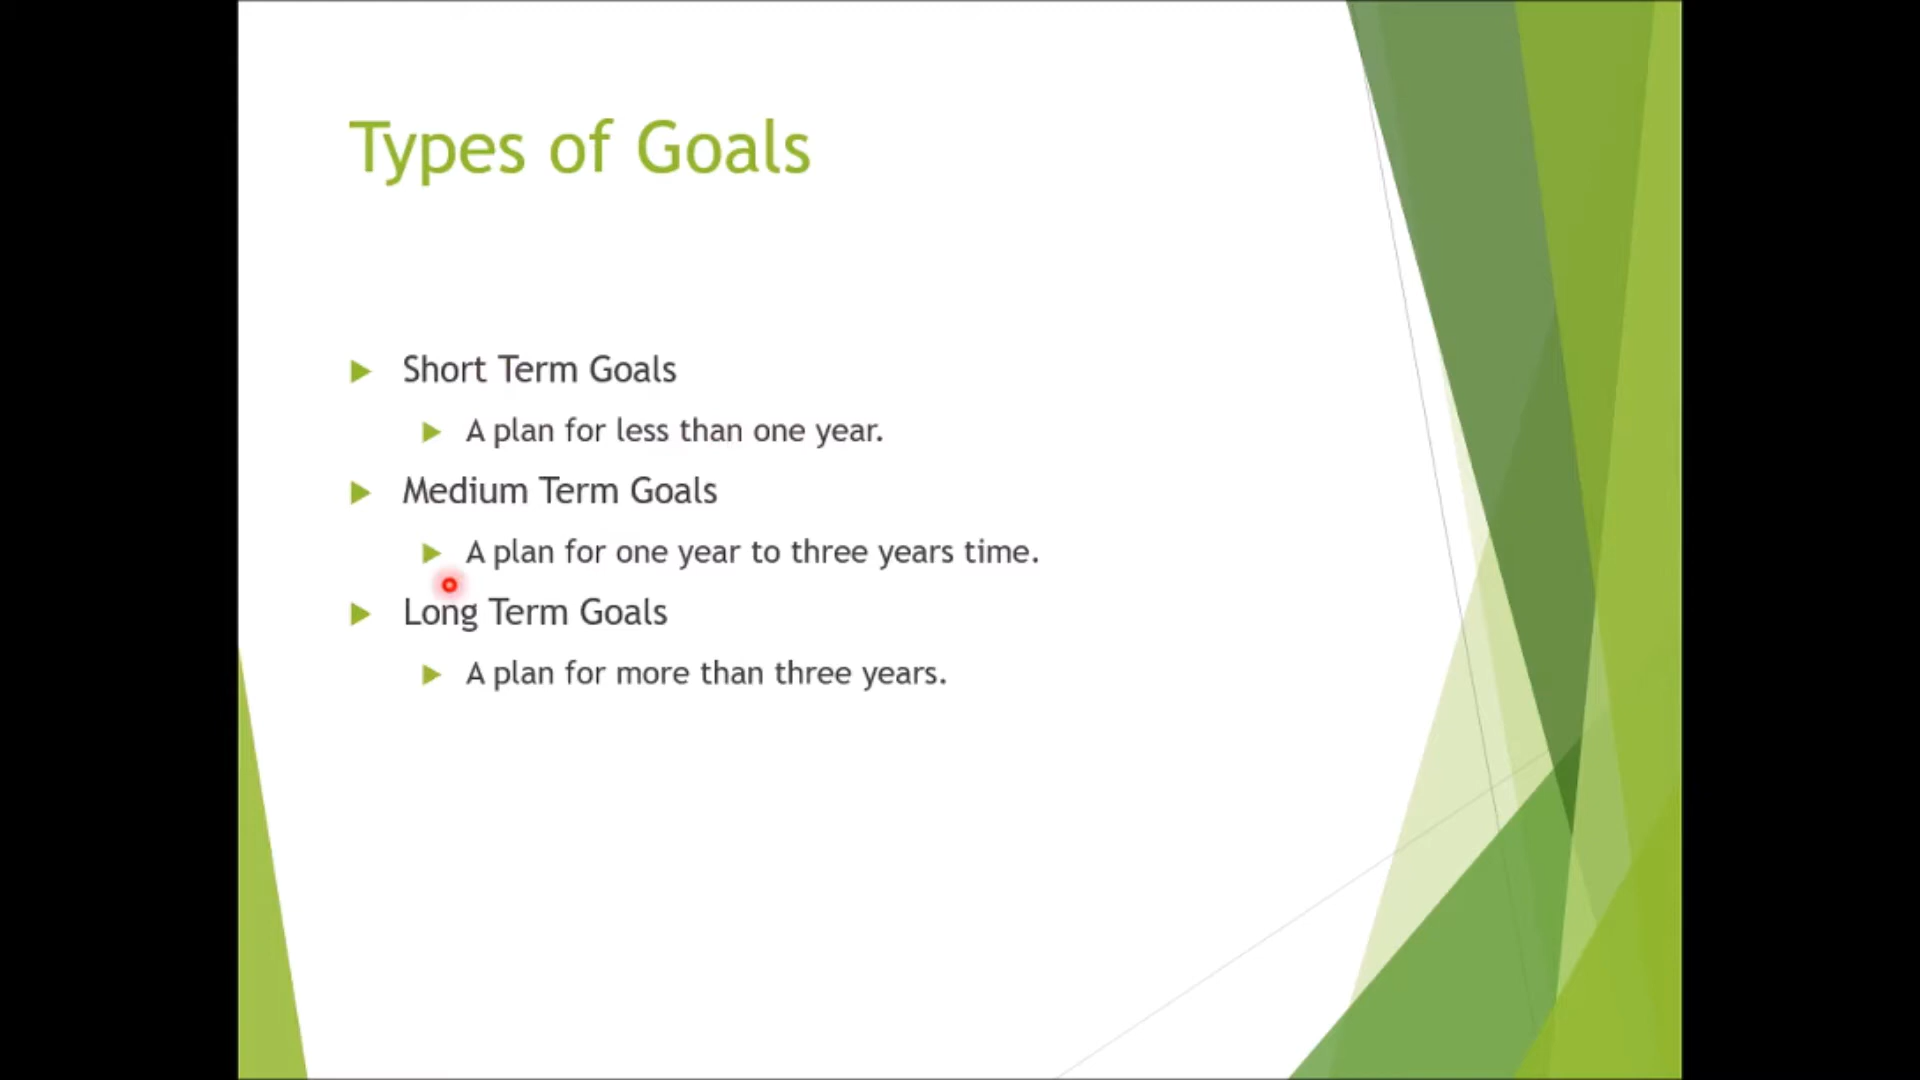 Types of Goals
Short Term Goals
A plan for less than one year.
Medium Term Goals
A plan for one year to three years time.
Long Term Goals
A plan for more than three years.